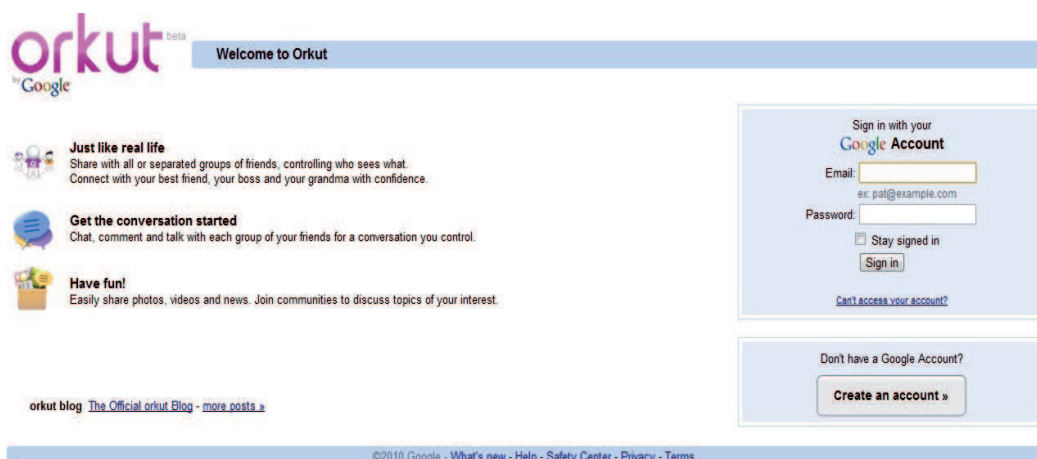 orkut beta
by Google
Welcome to Orkut
Just like real life
Share with all or separated groups of friends, controlling who sees what.
Connect with your best friend, your boss and your grandma with confidence.
Get the conversation started
Chat, comment and talk with each group of your friends for a conversation you control.
Have fun!
Easily share photos, videos and news. Join communities to discuss topics of your interest.
orkut blog The Official orkut Blog - more posts »
Sign in with your
Google Account
Email:
ex: pat@example.com
Password:
Stay signed in
Sign in
Can't access your account?
Don't have a Google Account?
Create an account »
©2010 Google - What's new - Help - Safety Center - Privacy - Terms